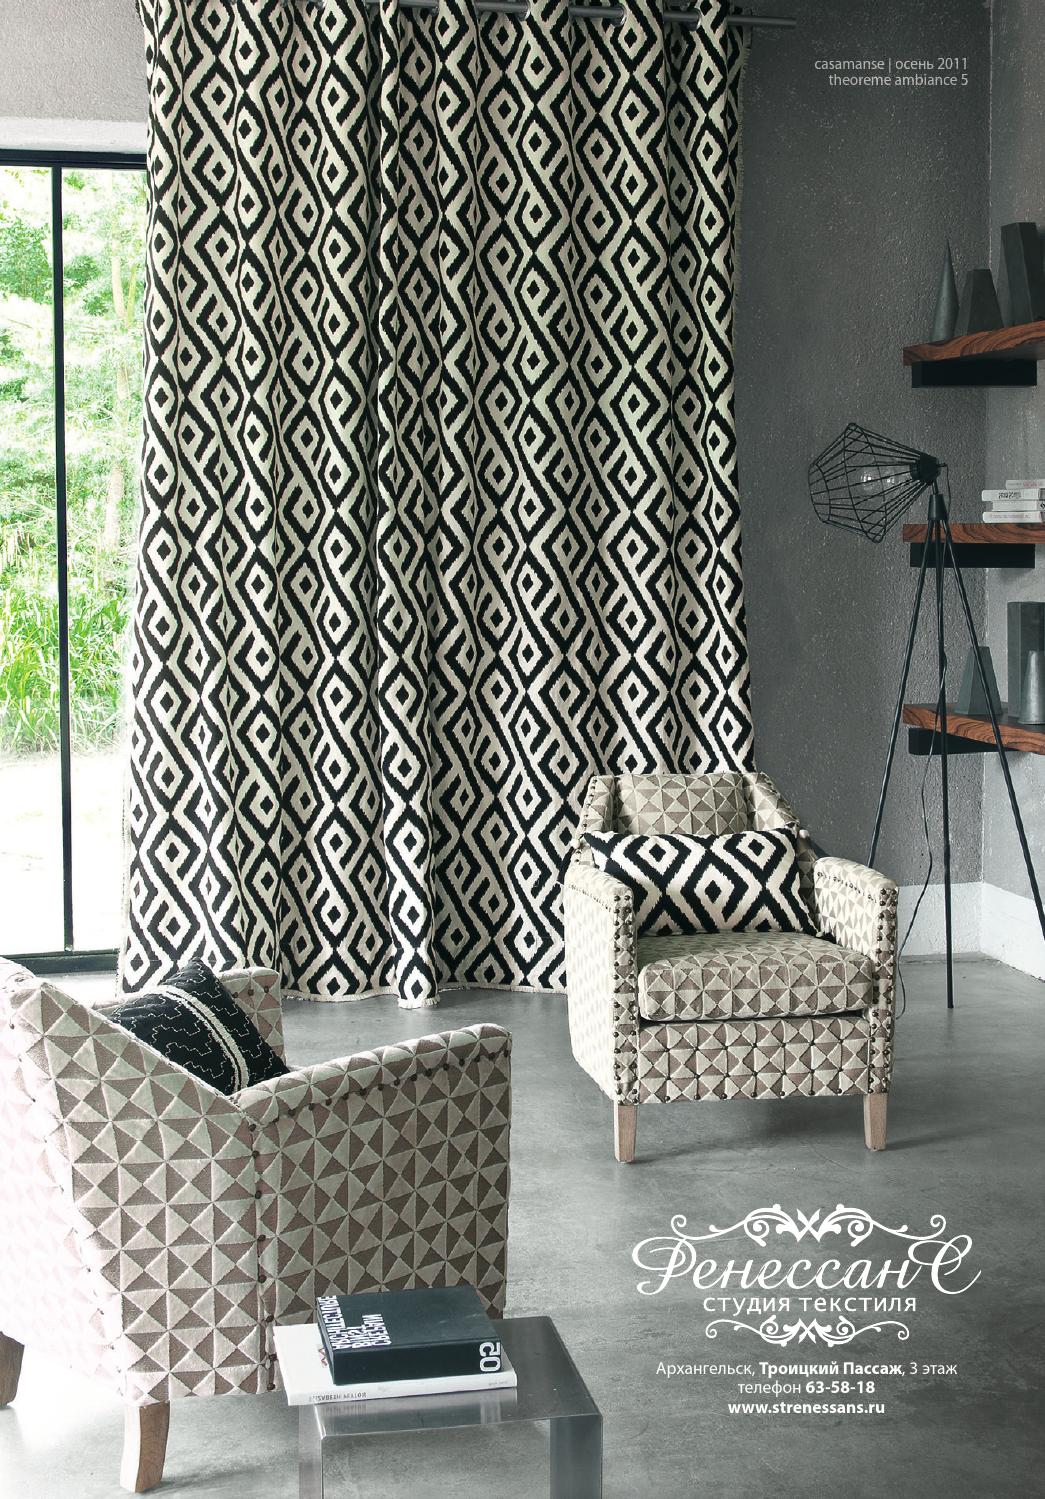 casamanse | осень 2011
theoreme ambiance 5
РенессанС
студия текстиля
Архангельск, Троицкий Пассаж, 3 этаж
телефон 63-58-18
www.strenessans.ru